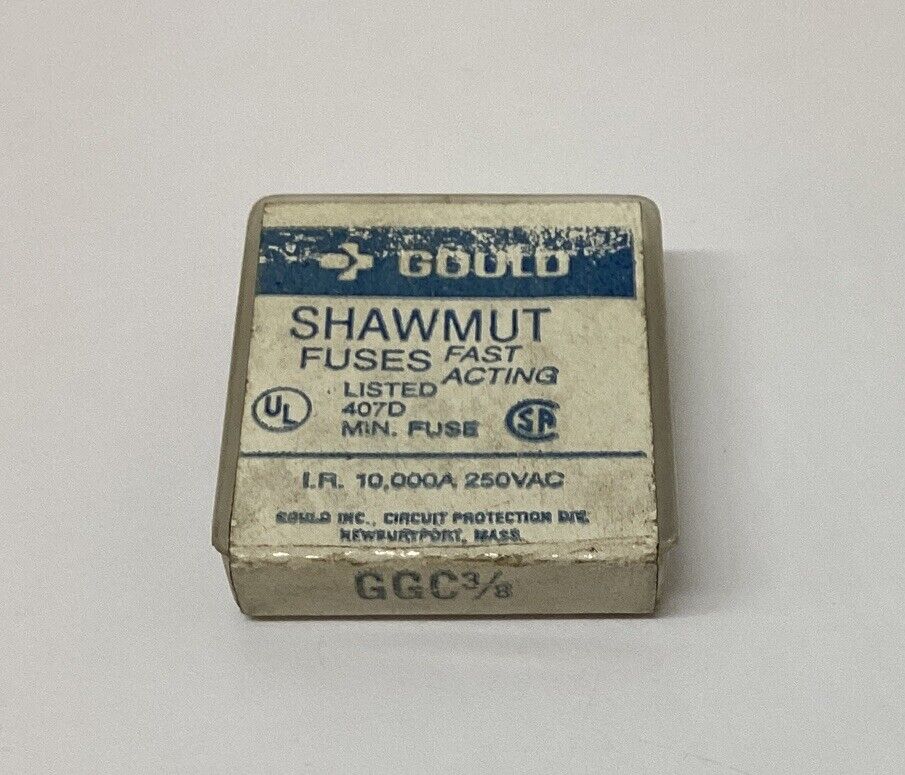 GOULD
SHAWMUT
FUSES FAST ACTING
UL LISTED
407D
MIN. FUSE SA
I.R. 10,000A 250VAC
GOULD INC., CIRCUIT PROTECTION DIV.
NEWBURYPORT, MASS.
GGC3/8